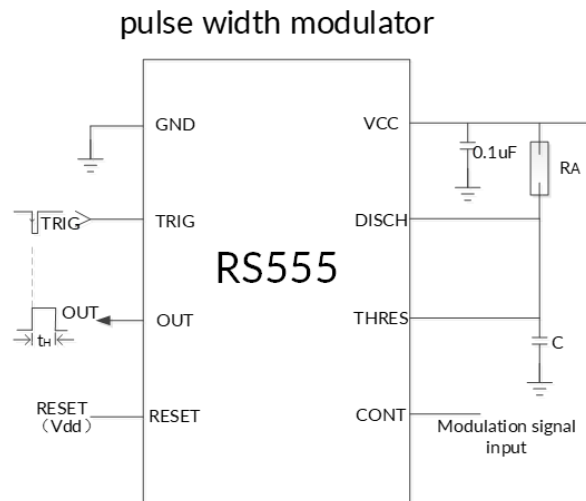 pulse width modulator
GND
VCC
0.1uF
RA
TRIG
TRIG
DISCH
RS555
OUT
OUT
THRES
tH
C
RESET
（Vdd）
RESET
CONT
Modulation signal
input